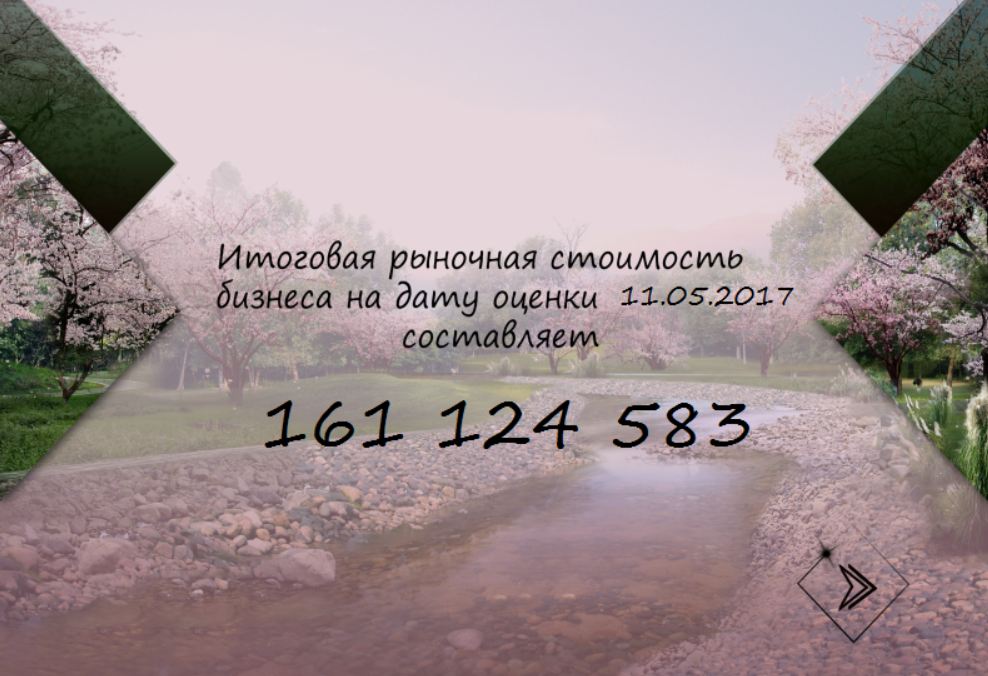 Итоговая рыночная стоимость
бизнеса на дату оценки 11.05.2017
составляет
161 124 583